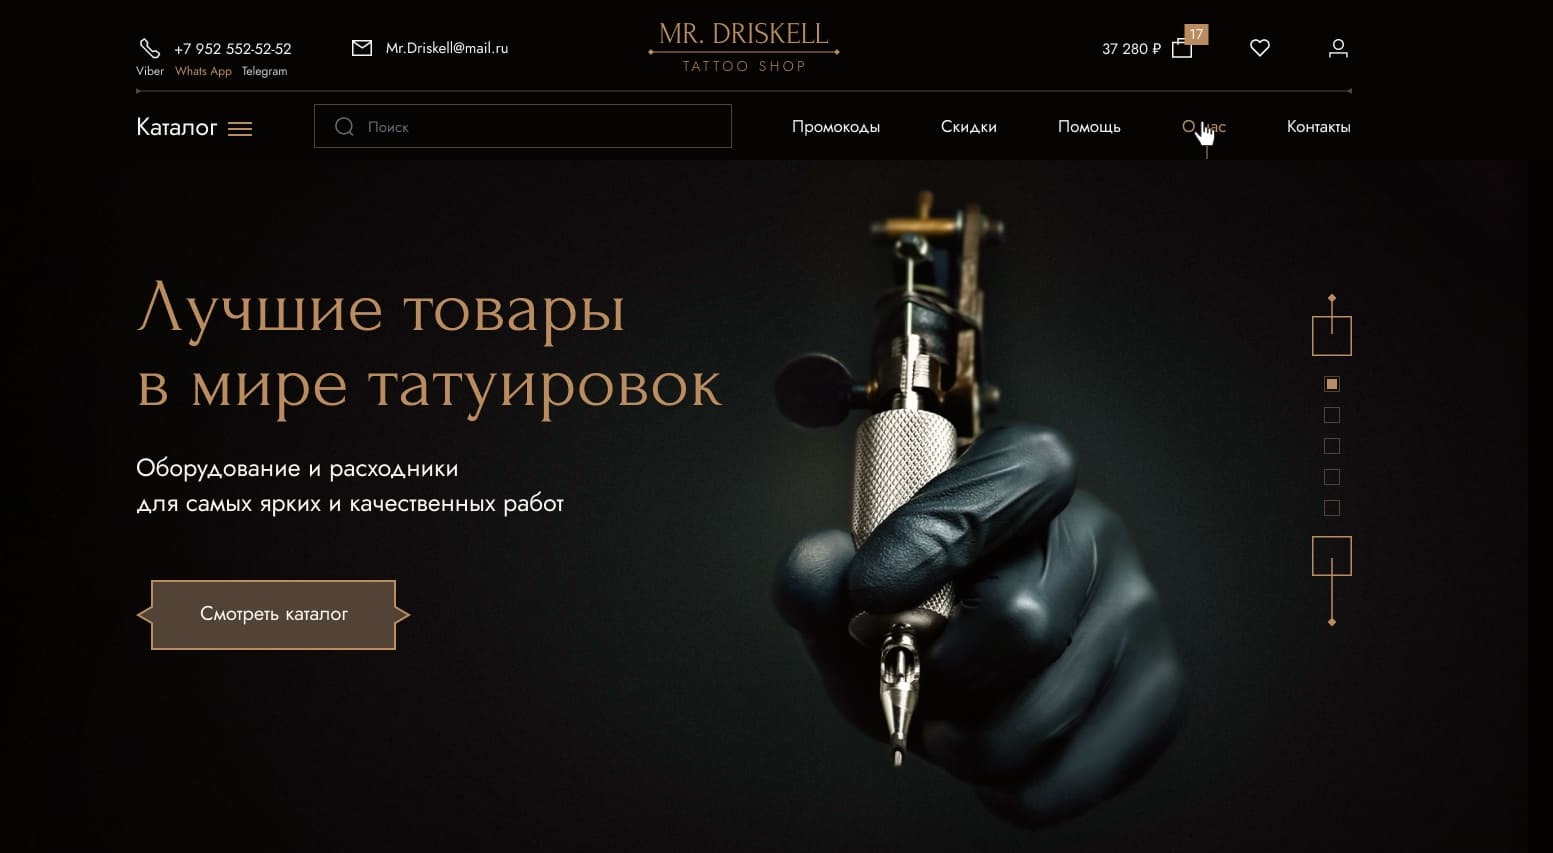 +7 952 552-52-52
Viber Whats App Telegram
Mr.Driskell@mail.ru
MR. DRISKELL
TATTOO SHOP
37 280 ₽
17
Каталог
Поиск
Промокоды
Скидки
Помощь
О нас
Контакты
Лучшие товары
в мире татуировок
Оборудование и расходники
для самых ярких и качественных работ
Смотреть каталог